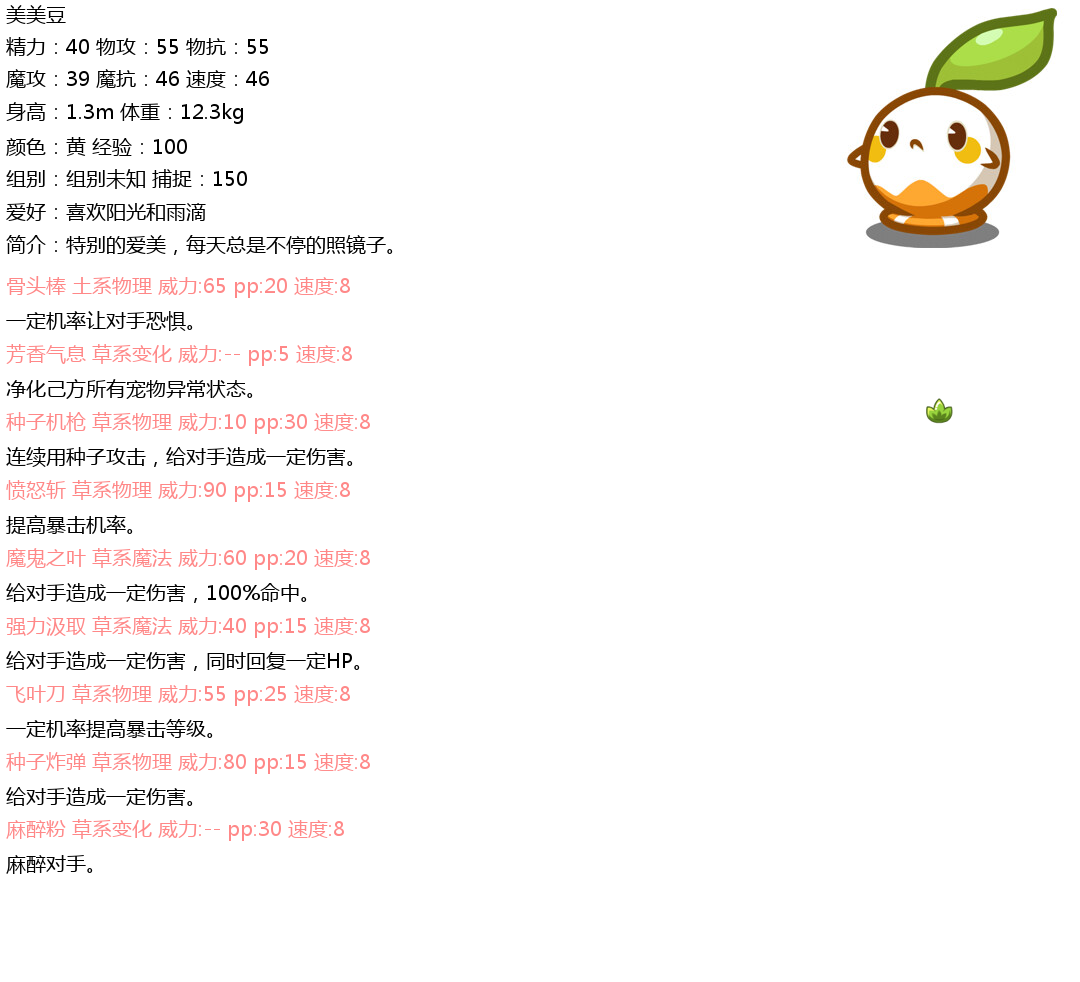 美美豆
精力：40 物攻：55 物抗：55
魔攻：39 魔抗：46 速度：46
身高：1.3m 体重：12.3kg
颜色：黄 经验：100
组别：组别未知 捕捉：150
爱好：喜欢阳光和雨滴
简介：特别的爱美，每天总是不停的照镜子。
骨头棒 土系物理 威力:65 pp:20 速度:8
一定机率让对手恐惧。
芳香气息 草系变化 威力:-- pp:5 速度:8
净化己方所有宠物异常状态。
种子机枪 草系物理 威力:10 pp:30 速度:8
连续用种子攻击，给对手造成一定伤害。
愤怒斩 草系物理 威力:90 pp:15 速度:8
提高暴击机率。
魔鬼之叶 草系魔法 威力:60 pp:20 速度:8
给对手造成一定伤害，100%命中。
强力汲取 草系魔法 威力:40 pp:15 速度:8
给对手造成一定伤害，同时回复一定HP。
飞叶刀 草系物理 威力:55 pp:25 速度:8
一定机率提高暴击等级。
种子炸弹 草系物理 威力:80 pp:15 速度:8
给对手造成一定伤害。
麻醉粉 草系变化 威力:-- pp:30 速度:8
麻醉对手。